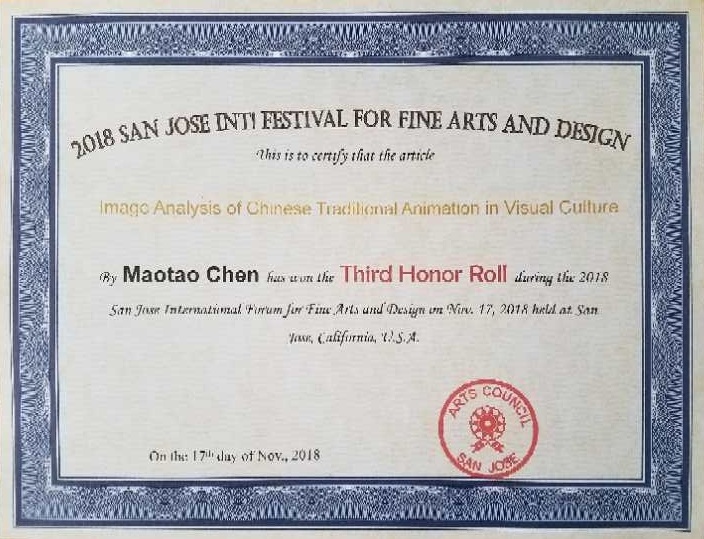 2018 SAN JOSE INT'l FESTIVAL FOR FINE ARTS AND DESIGN
This is to certify that the article
Image Analysis of Chinese Traditional Animation in Visual Culture
By Maotao Chen has won the Third Honor Roll during the 2018
San Jose International Forum for Fine Arts and Design on Nov. 17, 2018 held at San
Jose, California, U.S.A.
ARTS COUNCIL
SAN JOSE
On the 17th day of Nov., 2018